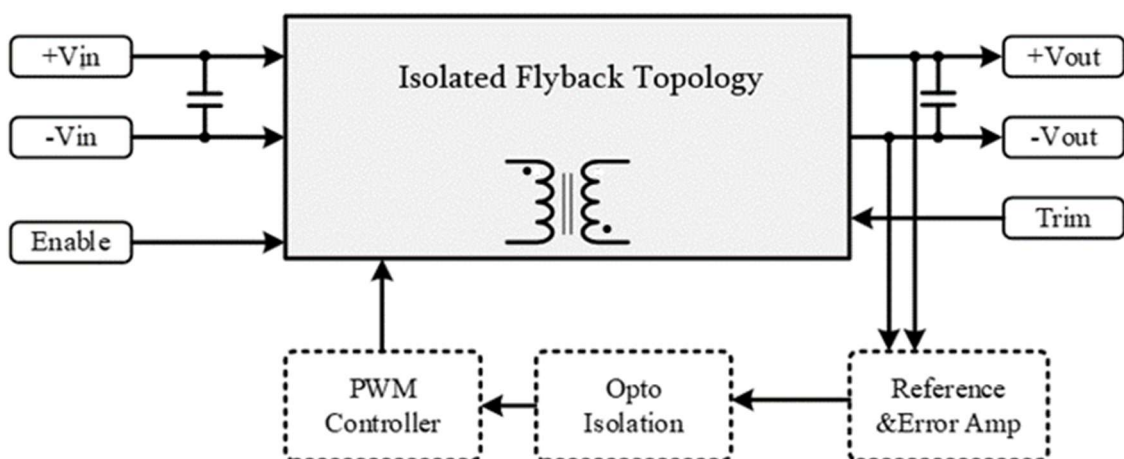 +Vin
Isolated Flyback Topology
+Vout
-Vin
-Vout
Enable
Trim
PWM
Controller
Opto
Isolation
Reference
&Error Amp